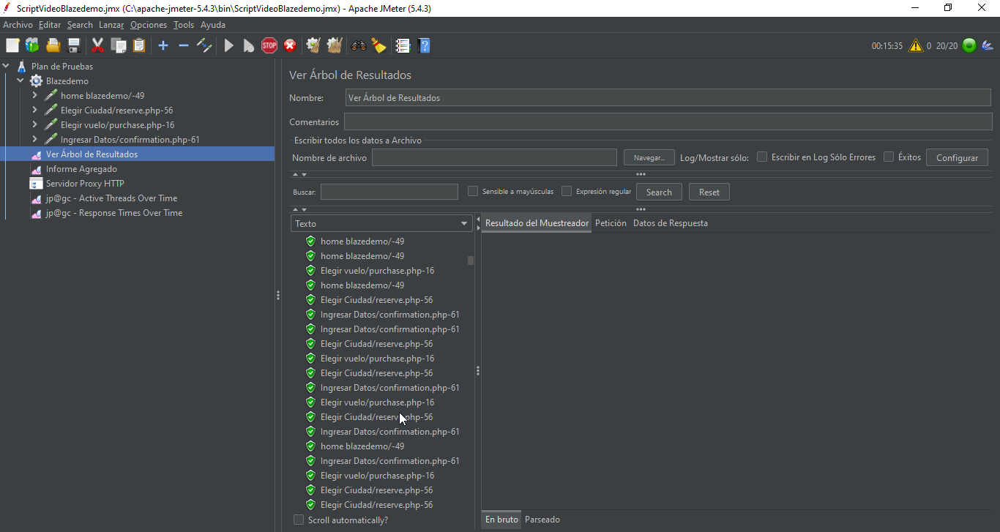 ScriptVideoBlazedemo.jmx (C:\apache-jmeter-5.4.3\bin\ScriptVideoBlazedemo.jmx) - Apache JMeter (5.4.3)
Archivo Editar Search Lanzar Opciones Tools Ayuda
STOP 00:15:35 0 20/20
Plan de Pruebas
Blazedemo
home blazedemo/-49
Elegir Ciudad/reserve.php-56
Elegir vuelo/purchase.php-16
Ingresar Datos/confirmation.php-61
Ver Árbol de Resultados
Informe Agregado
Servidor Proxy HTTP
jp@gc - Active Threads Over Time
jp@gc - Response Times Over Time
Ver Árbol de Resultados
Nombre: Ver Árbol de Resultados
Comentarios
Escribir todos los datos a Archivo
Nombre de archivo Navegar... Log/Mostrar sólo: Escribir en Log Sólo Errores Éxitos Configurar
Buscar: Sensible a mayúsculas Expresión regular Search Reset
Texto
home blazedemo/-49
home blazedemo/-49
Elegir vuelo/purchase.php-16
home blazedemo/-49
Elegir Ciudad/reserve.php-56
Ingresar Datos/confirmation.php-61
Ingresar Datos/confirmation.php-61
Elegir Ciudad/reserve.php-56
Elegir vuelo/purchase.php-16
Elegir Ciudad/reserve.php-56
Ingresar Datos/confirmation.php-61
Elegir vuelo/purchase.php-16
Elegir Ciudad/reserve.php-56
Ingresar Datos/confirmation.php-61
home blazedemo/-49
Ingresar Datos/confirmation.php-61
Elegir vuelo/purchase.php-16
Elegir Ciudad/reserve.php-56
Elegir Ciudad/reserve.php-56
Scroll automatically?
Resultado del Muestreador Petición Datos de Respuesta
En bruto Parseado